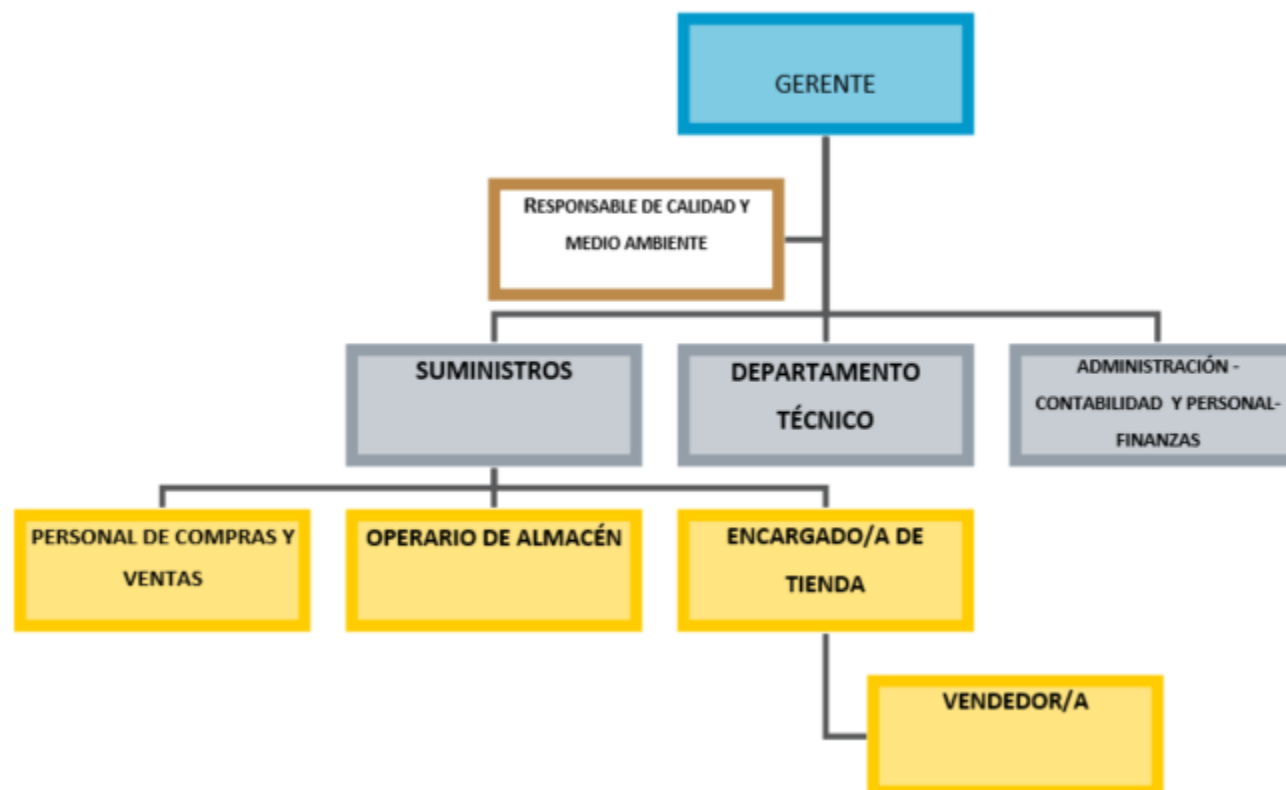 GERENTE
RESPONSABLE DE CALIDAD Y
MEDIO AMBIENTE
SUMINISTROS
DEPARTAMENTO
TÉCNICO
ADMINISTRACIÓN -
CONTABILIDAD Y PERSONAL-
FINANZAS
PERSONAL DE COMPRAS Y
VENTAS
OPERARIO DE ALMACÉN
ENCARGADO/A DE
TIENDA
VENDEDOR/A